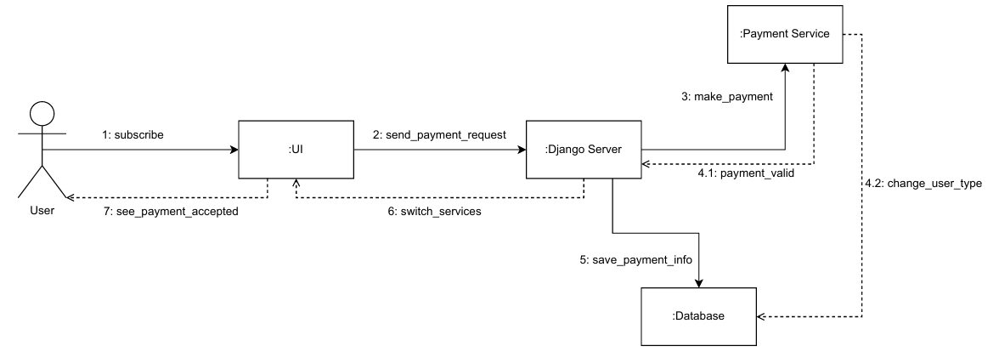 :Payment Service
3: make_payment
1: subscribe
2: send_payment_request
:UI
:Django Server
4.1: payment_valid
4.2: change_user_type
User
7: see_payment_accepted
6: switch_services
5: save_payment_info
:Database